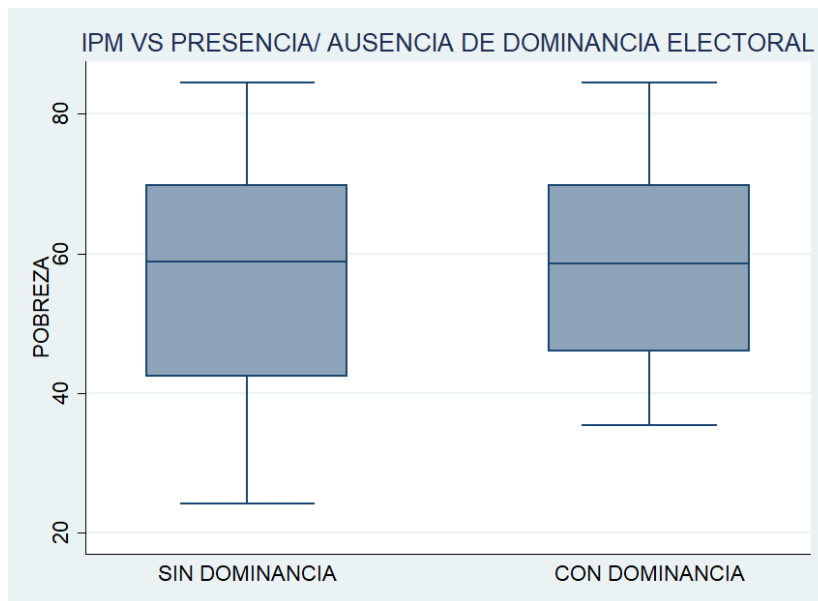 IPM VS PRESENCIA/ AUSENCIA DE DOMINANCIA ELECTORAL
POBREZA
80
60
40
20
SIN DOMINANCIA
CON DOMINANCIA